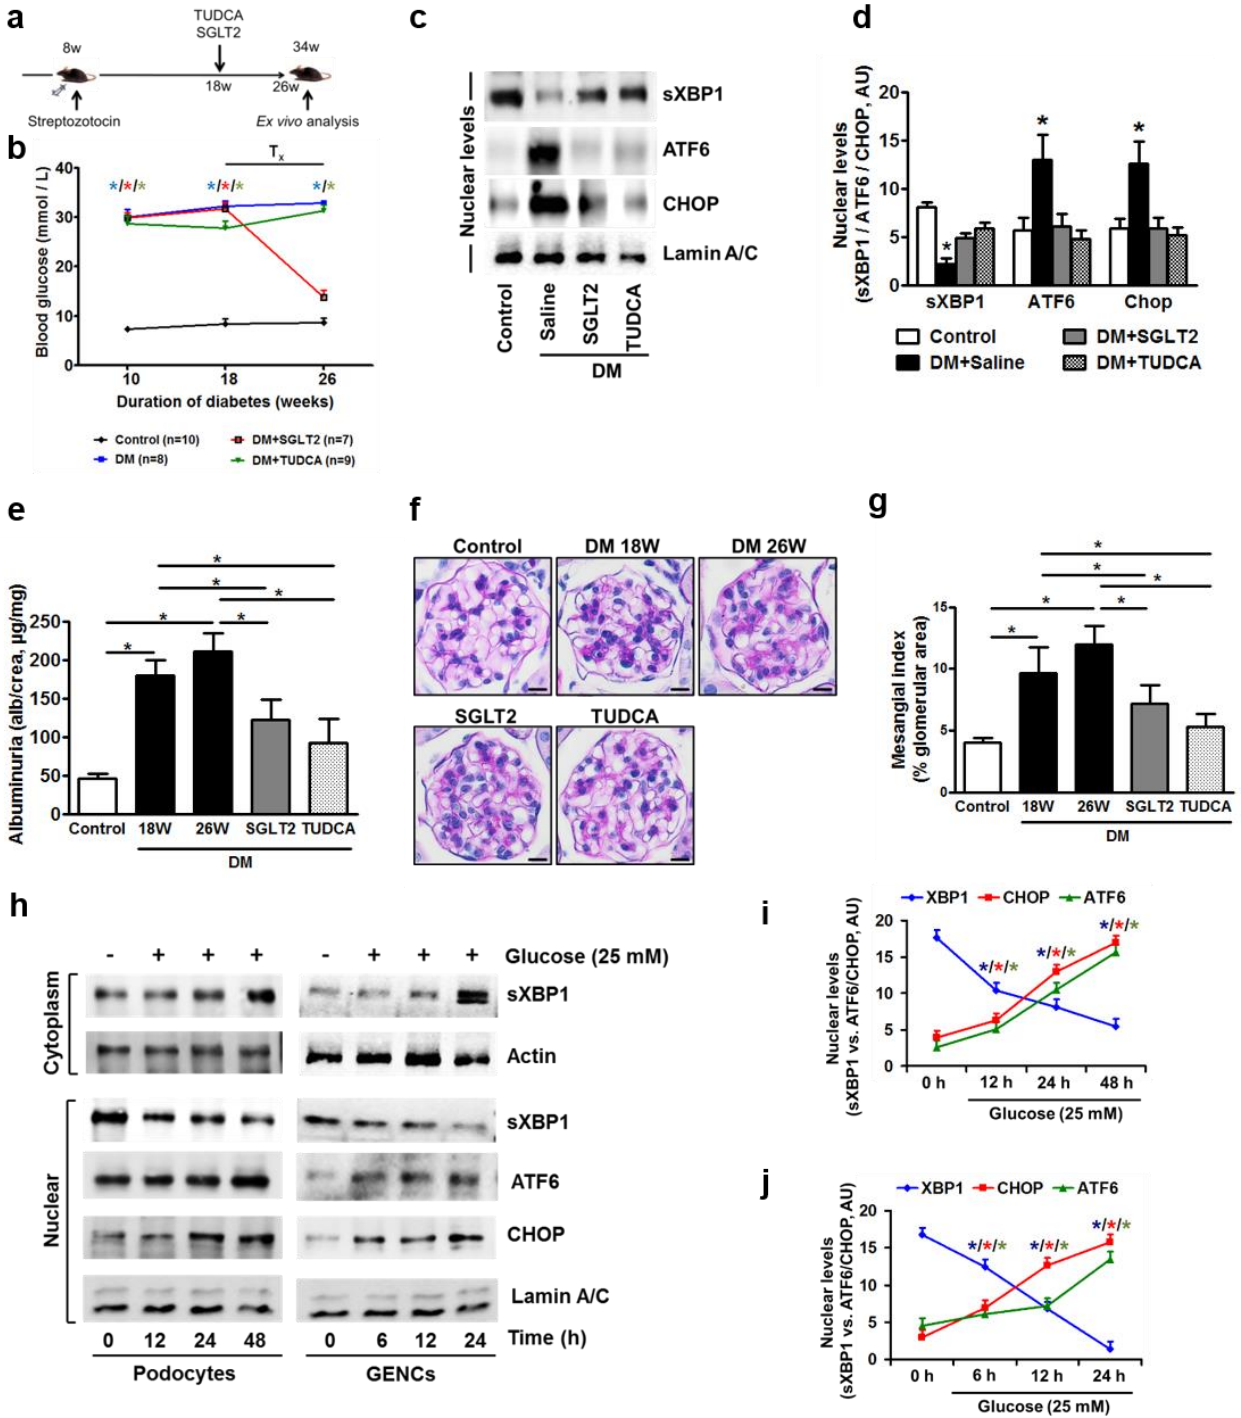 a
TUDCA
SGLT2
8w
34w
18w
26w
Streptozotocin
Ex vivo analysis
b
Tx
Blood glucose (mmol / L)
40
30
20
10
0
*/*/*
*/*/*
*/*
10
18
26
Duration of diabetes (weeks)
Control (n=10)
DM+SGLT2 (n=7)
DM (n=8)
DM+TUDCA (n=9)
c
Nuclear levels
sXBP1
ATF6
CHOP
Lamin A/C
Control
Saline
SGLT2
TUDCA
DM
d
Nuclear levels
(sXBP1 / ATF6 / CHOP, AU)
20
15
10
5
0
*
*
*
sXBP1
ATF6
Chop
Control
DM+SGLT2
DM+Saline
DM+TUDCA
e
Albuminuria (alb/crea, µg/mg)
250
200
150
100
50
0
*
*
*
*
*
*
Control
18W
26W
SGLT2
TUDCA
DM
f
Control
DM 18W
DM 26W
SGLT2
TUDCA
g
Mesangial index
(% glomerular area)
15
10
5
0
*
*
*
*
*
*
Control
18W
26W
SGLT2
TUDCA
DM
h
- + + +
- + + +
Glucose (25 mM)
Cytoplasm
sXBP1
Actin
Nuclear
sXBP1
ATF6
CHOP
Lamin A/C
0 12 24 48
0 6 12 24
Time (h)
Podocytes
GENCs
i
XBP1
CHOP
ATF6
Nuclear levels
(sXBP1 vs. ATF6/CHOP, AU)
20
15
10
5
0
*/*/*
*/*/*
*/*/*
0 h
12 h
24 h
48 h
Glucose (25 mM)
j
XBP1
CHOP
ATF6
Nuclear levels
(sXBP1 vs. ATF6/CHOP, AU)
20
15
10
5
0
*/*/*
*/*/*
*/*/*
0 h
6 h
12 h
24 h
Glucose (25 mM)